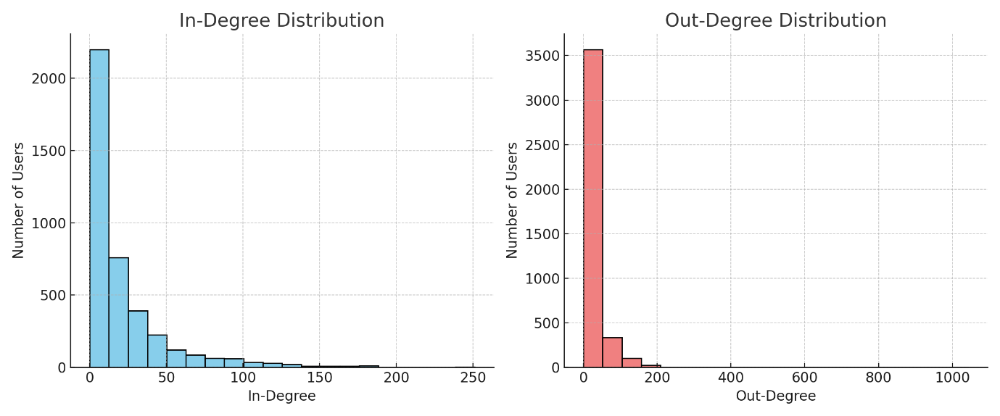 In-Degree Distribution
Number of Users
2000
1500
1000
500
0
0 50 100 150 200 250
In-Degree
Out-Degree Distribution
Number of Users
3500
3000
2500
2000
1500
1000
500
0
0 200 400 600 800 1000
Out-Degree